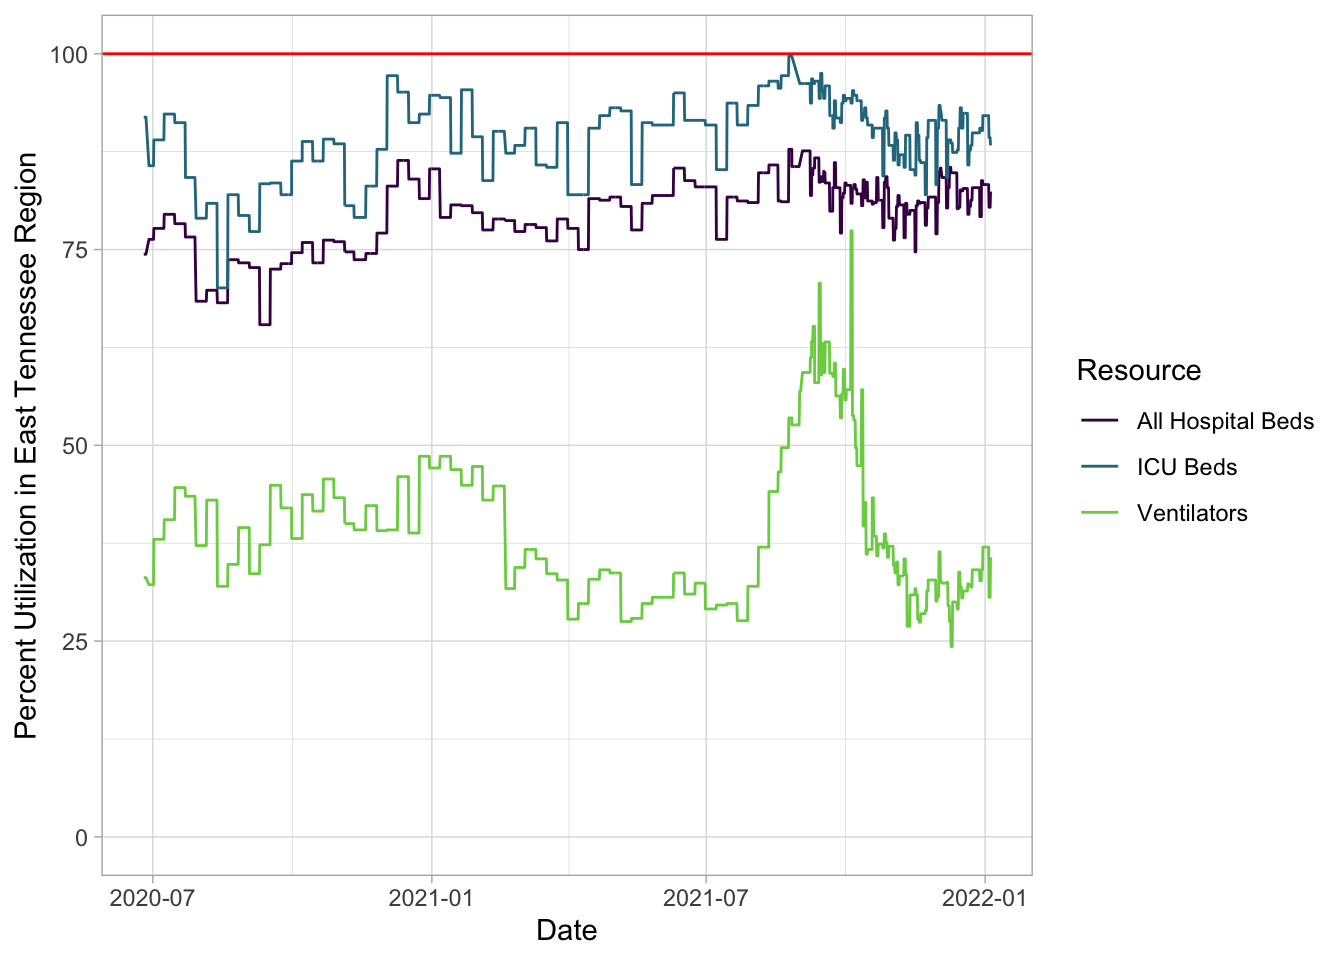 Percent Utilization in East Tennessee Region
100
75
50
25
0
2020-07
2021-01
2021-07
2022-01
Date
Resource
All Hospital Beds
ICU Beds
Ventilators